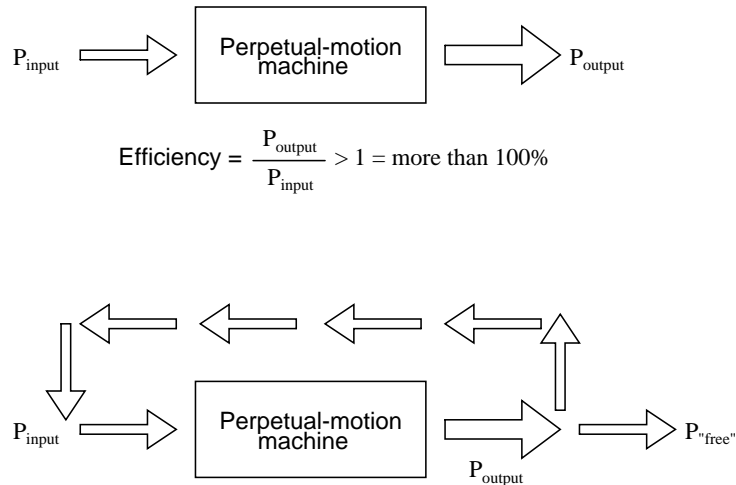 P_input
Perpetual-motion
machine
P_output
Efficiency = P_output / P_input > 1 = more than 100%
P_input
Perpetual-motion
machine
P_output
P_"free"